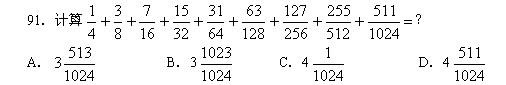 91. 计算 1/4 + 3/8 + 7/16 + 15/32 + 31/64 + 63/128 + 127/256 + 255/512 + 511/1024 = ?
A. 3 513/1024 B. 3 1023/1024 C. 4 1/1024 D. 4 511/1024